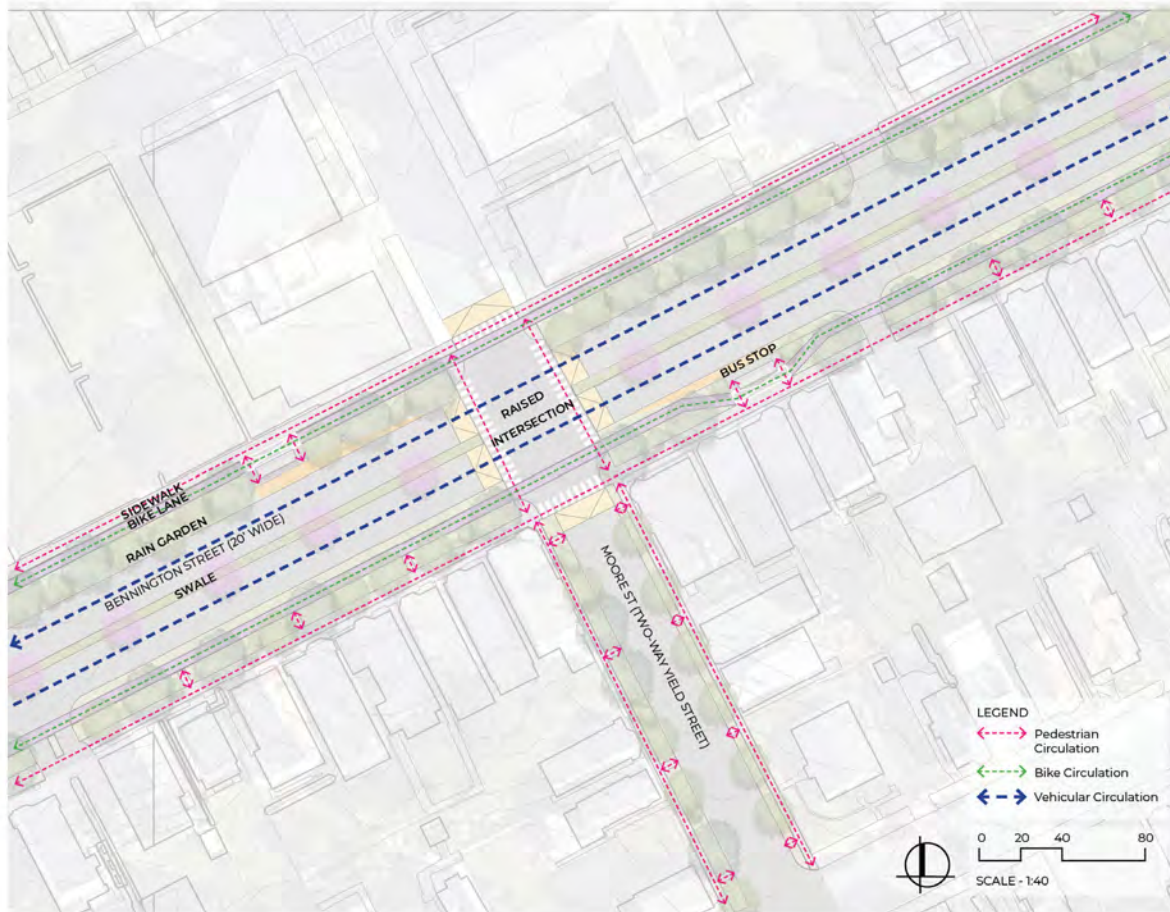 BUS STOP
RAISED
INTERSECTION
SIDEWALK
BIKE LANE
RAIN GARDEN
BENNINGTON STREET (20' WIDE)
SWALE
MOORE ST (TWO-WAY YIELD STREET)
LEGEND
Pedestrian
Circulation
Bike Circulation
Vehicular Circulation
0 20 40 80
SCALE - 1:40